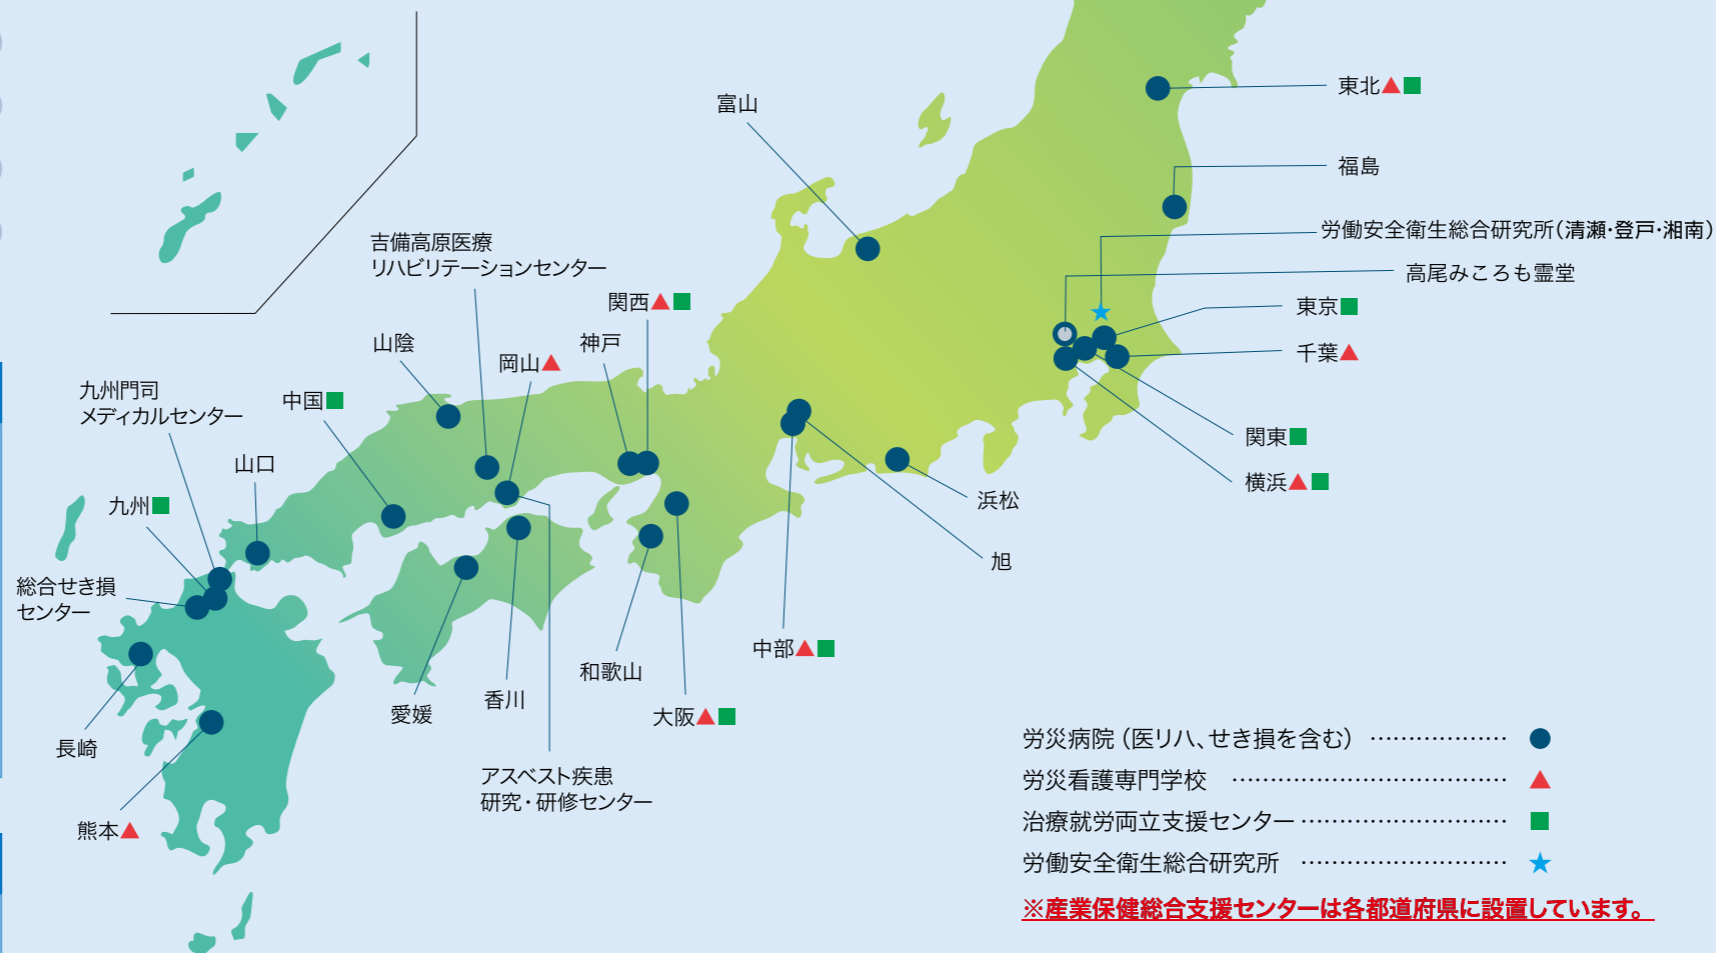 富山
東北▲■
福島
労働安全衛生総合研究所(清瀬・登戸・湘南)
高尾みころも霊堂
東京■
千葉▲
関東■
横浜▲■
吉備高原医療
リハビリテーションセンター
関西▲■
山陰
岡山▲
神戸
九州門司
メディカルセンター
中国■
山口
九州■
総合せき損
センター
長崎
熊本▲
愛媛
香川
アスベスト疾患
研究・研修センター
和歌山
大阪▲■
中部▲■
浜松
旭
労災病院(医リハ、せき損を含む) ……………… ●
労災看護専門学校 ……………………… ▲
治療就労両立支援センター ……………… ■
労働安全衛生総合研究所 ……………… ★
※産業保健総合支援センターは各都道府県に設置しています。